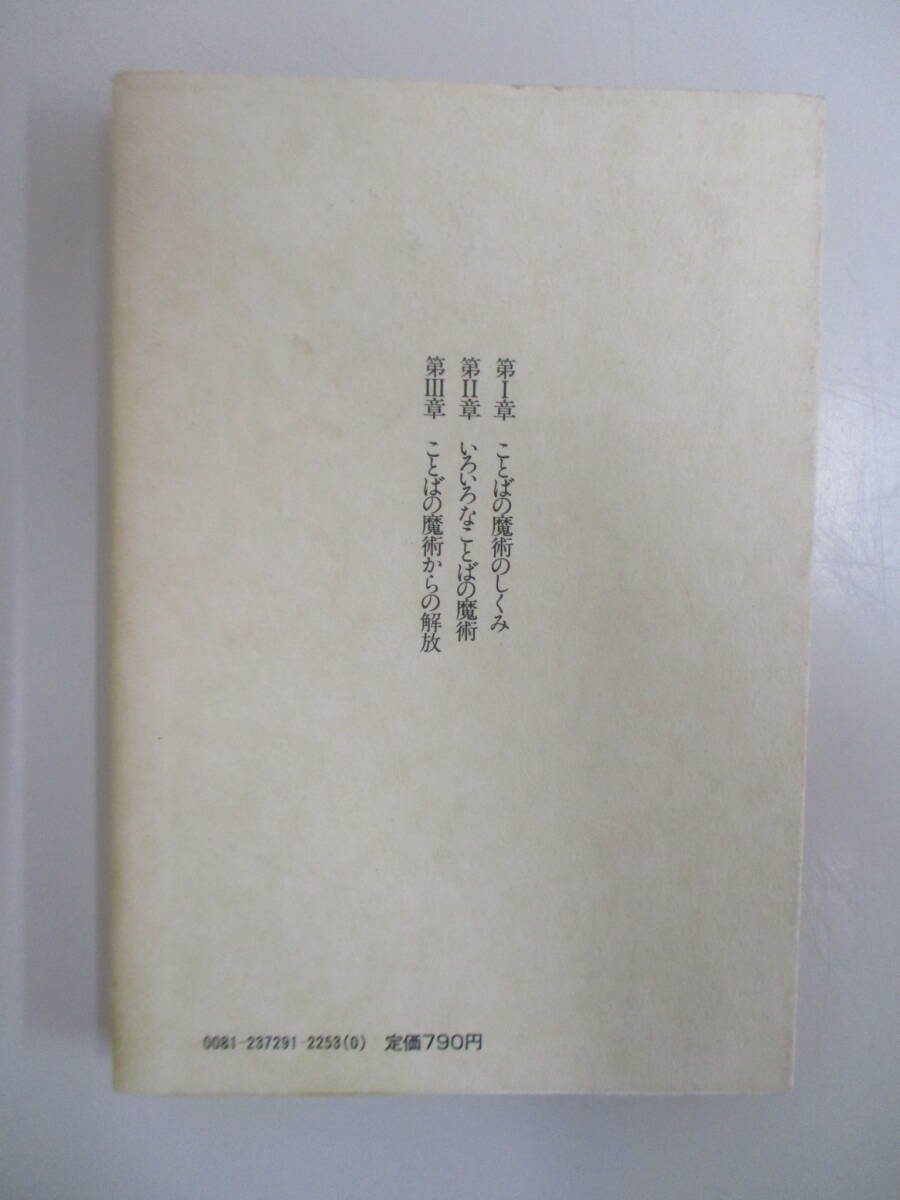 第Ⅰ章 ことばの魔術のしくみ
第Ⅱ章 いろいろなことばの魔術
第Ⅲ章 ことばの魔術からの解放
0081-237291-2253(0) 定価790円